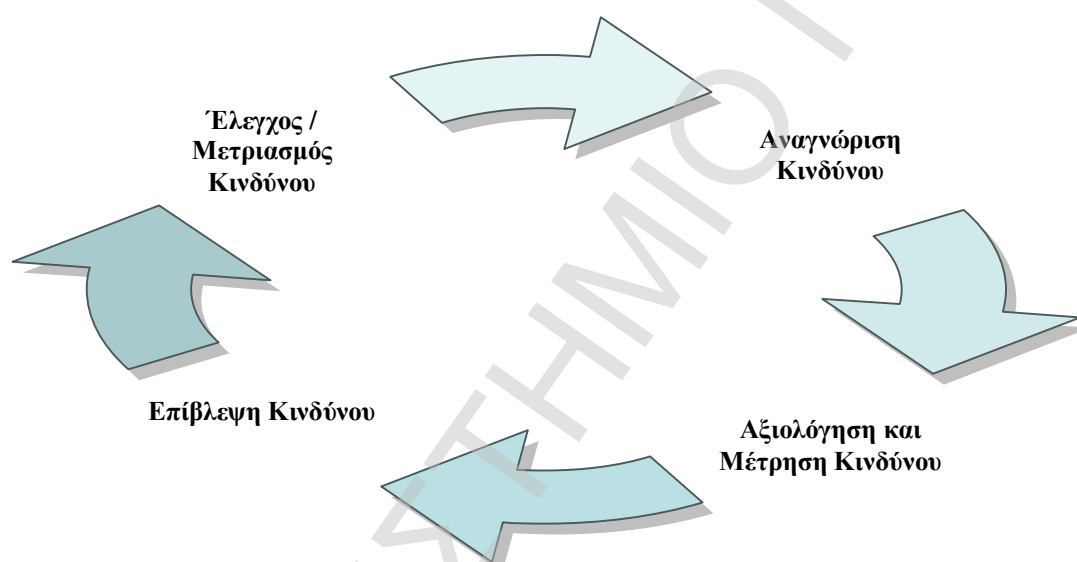 Έλεγχος /
Μετριασμός
Κινδύνου
Αναγνώριση
Κινδύνου
Επίβλεψη Κινδύνου
Αξιολόγηση και
Μέτρηση Κινδύνου